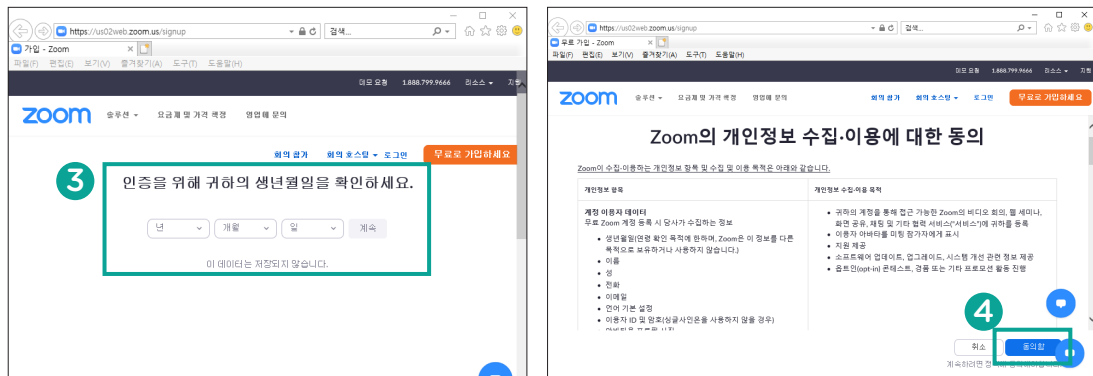 https://us02web.zoom.us/signup
검색...
가입 - Zoom
파일(F) 편집(E) 보기(V) 즐겨찾기(A) 도구(T) 도움말(H)
데모 요청 1.888.799.9666 리소스
zoom 솔루션 요금제 및 가격 책정 영업에 문의
회의 참가 회의 호스팅 로그인 무료로 가입하세요
3
인증을 위해 귀하의 생년월일을 확인하세요.
년 개월 일 계속
이 데이터는 저장되지 않습니다.
https://us02web.zoom.us/signup
검색...
무료 가입 - Zoom
파일(F) 편집(E) 보기(V) 즐겨찾기(A) 도구(T) 도움말(H)
데모 요청 1.888.799.9666 리소스
zoom 솔루션 요금제 및 가격 책정 영업에 문의 회의 참가 회의 호스팅 로그인 무료로 가입하세요
Zoom의 개인정보 수집·이용에 대한 동의
Zoom이 수집·이용하는 개인정보 항목 및 수집 및 이용 목적은 아래와 같습니다.
개인정보 항목
개인정보 수집·이용 목적
계정 이용자 데이터
무료 Zoom 계정 등록 시 당사가 수집하는 정보
• 생년월일(연령 확인 목적에 한하며, Zoom은 이 정보를 다른
목적으로 보유하거나 사용하지 않습니다.)
• 이름
• 성
• 전화
• 이메일
• 언어 기본 설정
• 이용자 ID 및 암호(싱글사인온을 사용하지 않을 경우)
• 귀하의 계정을 통해 접근 가능한 Zoom의 비디오 회의, 웹 세미나,
화면 공유, 채팅 및 기타 협력 서비스("서비스")에 귀하를 등록
• 이용자 아바타를 미팅 참가자에게 표시
• 지원 제공
• 소프트웨어 업데이트, 업그레이드, 시스템 개선 관련 정보 제공
• 옵트인(opt-in) 콘테스트, 경품 또는 기타 프로모션 활동 진행
4
취소 동의함
계속하려면